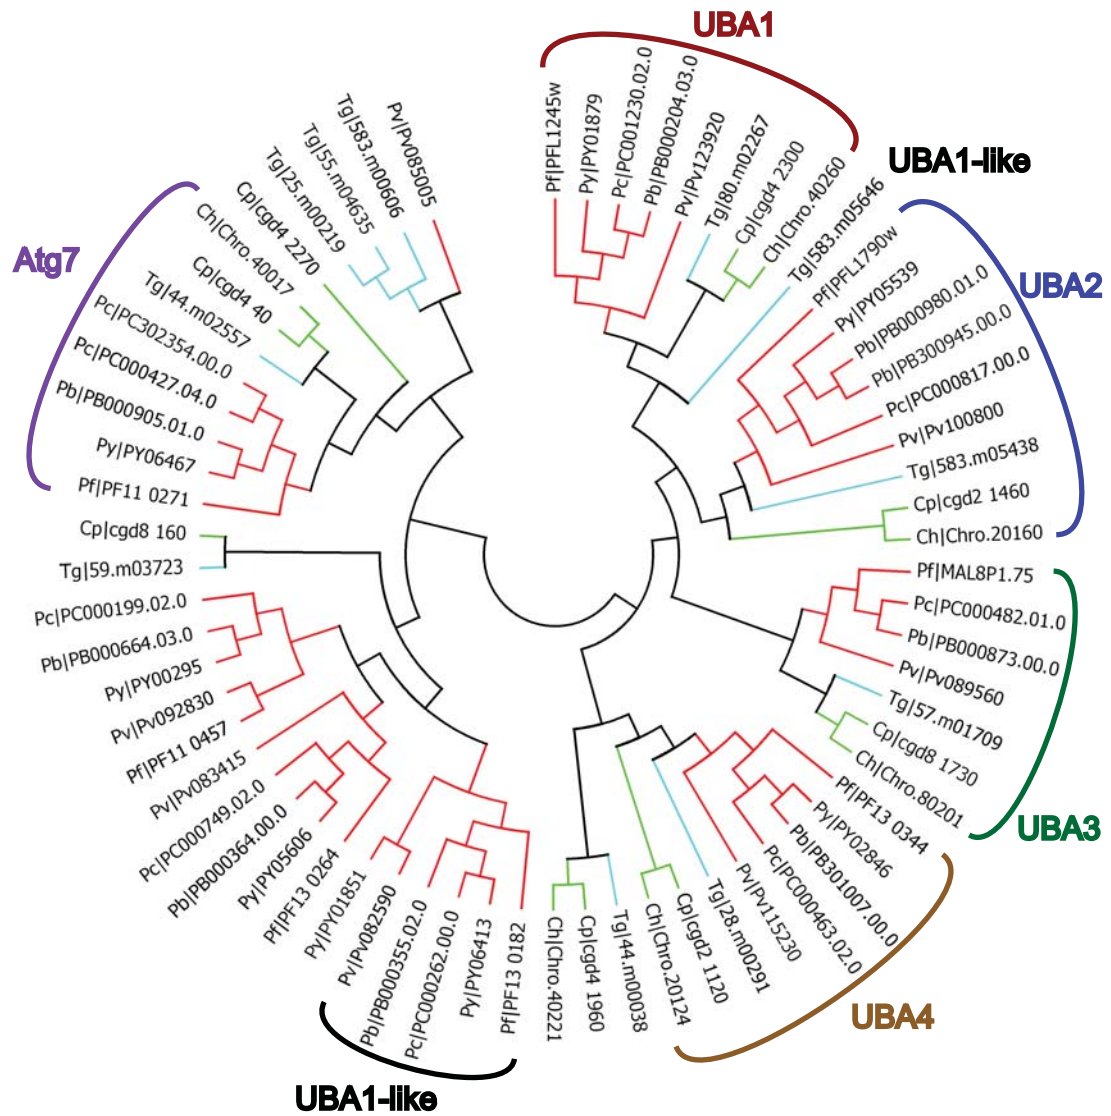 UBA1
Pf|PFL1245w
Py|PY01879
Pc|PC001230.02.0
Pb|PB000204.03.0
Pv|Pv123920
Tg|80.m02267
Cp|cgd4 2300
Ch|Chro.40260
UBA1-like
Tg|583.m05646
UBA2
Pf|PFL1790w
Py|PY05539
Pb|PB000980.01.0
Pb|PB300945.00.0
Pc|PC000817.00.0
Pv|Pv100800
Tg|583.m05438
Cp|cgd2 1460
Ch|Chro.20160
Pf|MAL8P1.75
Pc|PC000482.01.0
Pb|PB000873.00.0
Pv|Pv089560
Tg|57.m01709
Cp|cgd8 1730
Ch|Chro.80201
UBA3
Pf|PF13 0344
Py|PY02846
Pb|PB301007.00.0
Pc|PC000463.02.0
Pv|Pv115230
Tg|28.m00291
Cp|cgd2 1120
Ch|Chro.20124
UBA4
Tg|44.m00038
Cp|cgd4 1960
Ch|Chro.40221
Pf|PF13 0182
Py|PY06413
Pc|PC000262.00.0
Pb|PB000355.02.0
UBA1-like
Pv|Pv082590
Py|PY01851
Pf|PF13 0264
Py|PY05606
Pb|PB000364.00.0
Pc|PC000749.02.0
Pv|Pv083415
Pf|PF11 0457
Pv|Pv092830
Py|PY00295
Pb|PB000664.03.0
Pc|PC000199.02.0
Tg|59.m03723
Cp|cgd8 160
Pf|PF11 0271
Py|PY06467
Pb|PB000905.01.0
Pc|PC000427.04.0
Pc|PC302354.00.0
Tg|44.m02557
Cp|cgd4 40
Ch|Chro.40017
Atg7
Cp|cgd4 2270
Tg|25.m00219
Tg|55.m04635
Tg|583.m00606
Pv|Pv085005